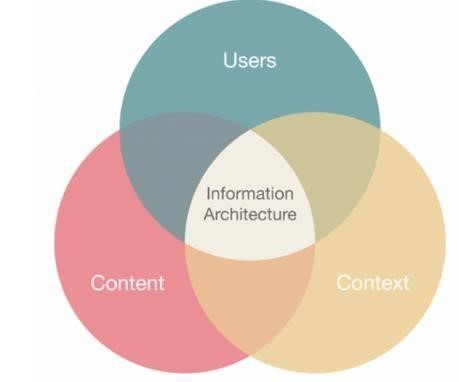 Users
Information
Architecture
Content
Context